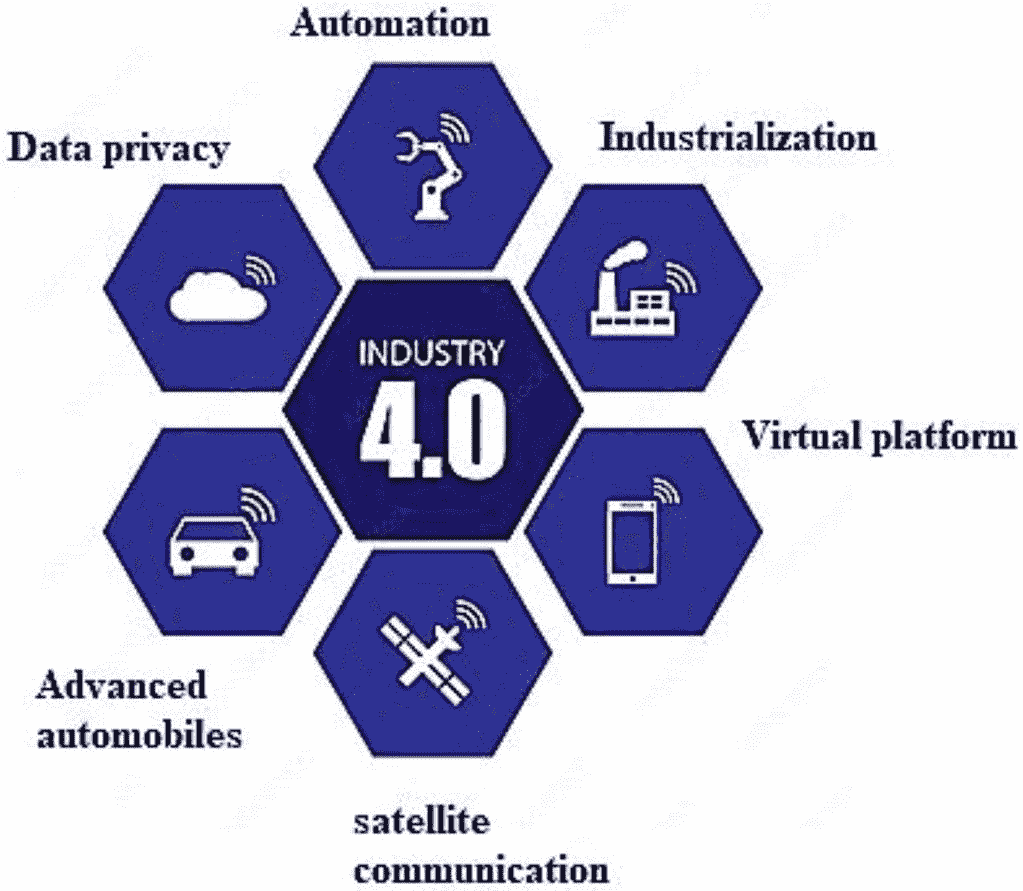 Automation
Data privacy
Industrialization
INDUSTRY
4.0
Virtual platform
Advanced
automobiles
satellite
communication